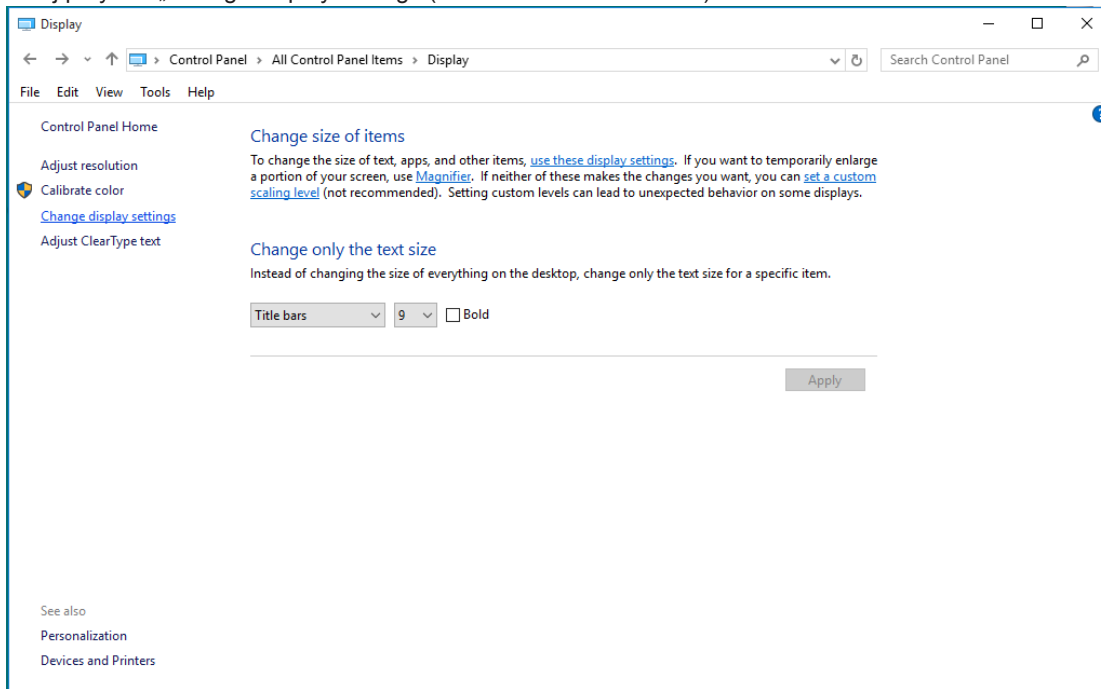 Display
Control Panel > All Control Panel Items > Display
Search Control Panel
File Edit View Tools Help
Control Panel Home
Adjust resolution
Calibrate color
Change display settings
Adjust ClearType text
Change size of items
To change the size of text, apps, and other items, use these display settings. If you want to temporarily enlarge
a portion of your screen, use Magnifier. If neither of these makes the changes you want, you can set a custom
scaling level (not recommended). Setting custom levels can lead to unexpected behavior on some displays.
Change only the text size
Instead of changing the size of everything on the desktop, change only the text size for a specific item.
Title bars 9 Bold
Apply
See also
Personalization
Devices and Printers